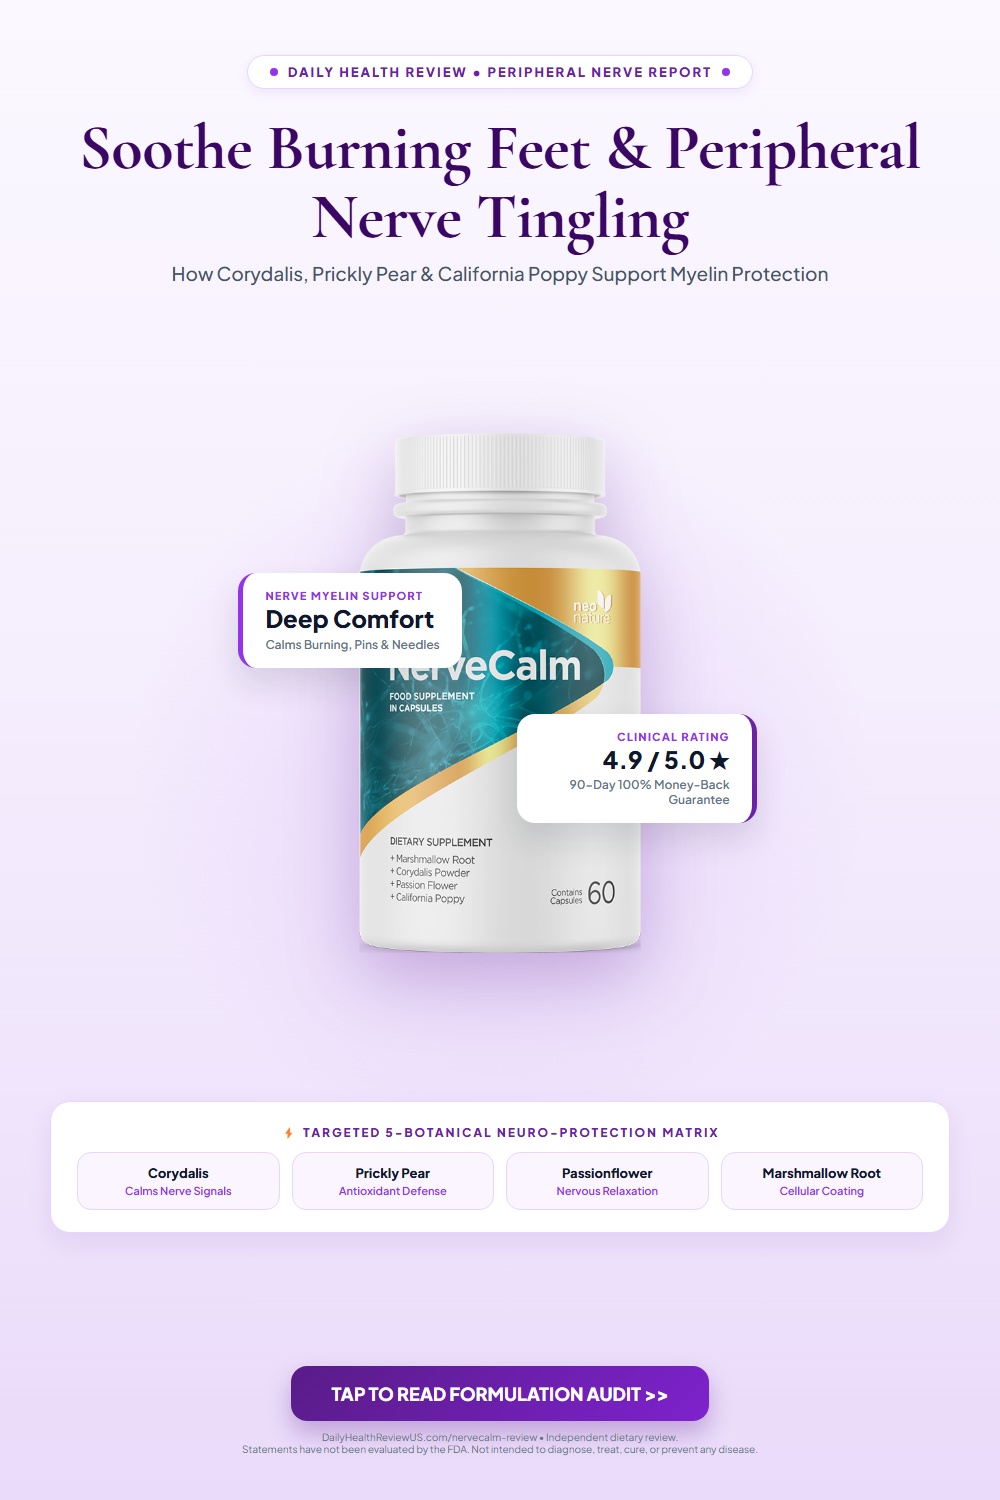 DAILY HEALTH REVIEW • PERIPHERAL NERVE REPORT
Soothe Burning Feet & Peripheral
Nerve Tingling
How Corydalis, Prickly Pear & California Poppy Support Myelin Protection
neo
nature
NERVE MYELIN SUPPORT
Deep Comfort
Calms Burning, Pins & Needles
NerveCalm
FOOD SUPPLEMENT
IN CAPSULES
CLINICAL RATING
4.9 / 5.0 ★
90-Day 100% Money-Back
Guarantee
DIETARY SUPPLEMENT
+ Marshmallow Root
+ Corydalis Powder
+ Passion Flower
+ California Poppy
Contains
Capsules 60
TARGETED 5-BOTANICAL NEURO-PROTECTION MATRIX
Corydalis
Calms Nerve Signals
Prickly Pear
Antioxidant Defense
Passionflower
Nervous Relaxation
Marshmallow Root
Cellular Coating
TAP TO READ FORMULATION AUDIT >>
DailyHealthReviewUS.com/nervecalm-review • Independent dietary review.
Statements have not been evaluated by the FDA. Not intended to diagnose, treat, cure, or prevent any disease.